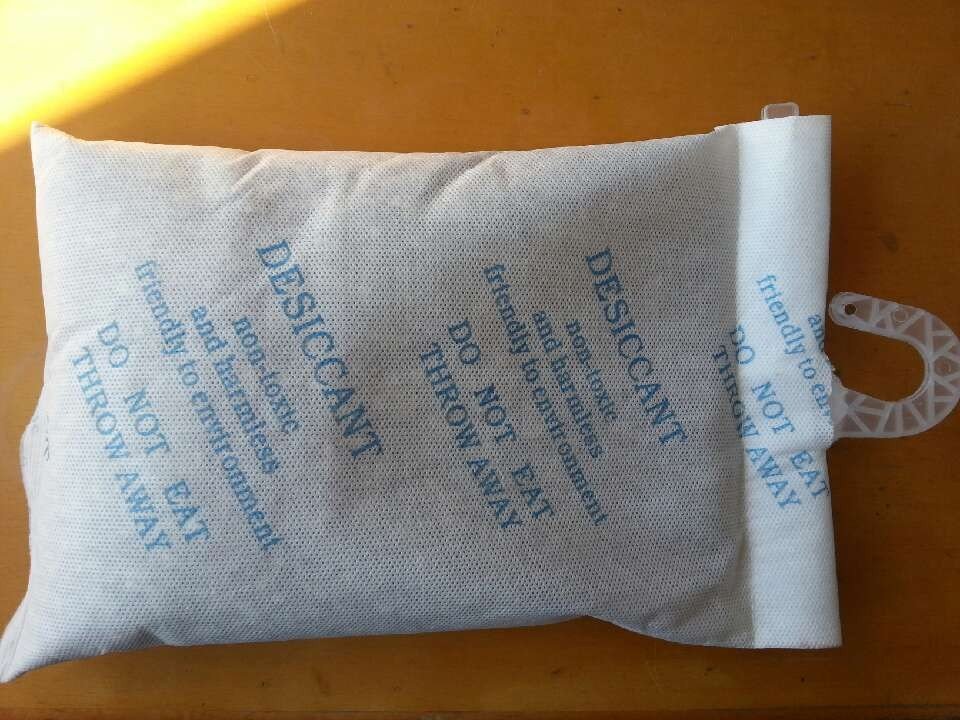 DESICCANT
non-toxic
and harmless
friendly to environment
DO NOT EAT
THROW AWAY
DESICCANT
non-toxic
and harmless
friendly to environment
DO NOT EAT
THROW AWAY
friendly to
DO NOT EAT
THROW AWAY